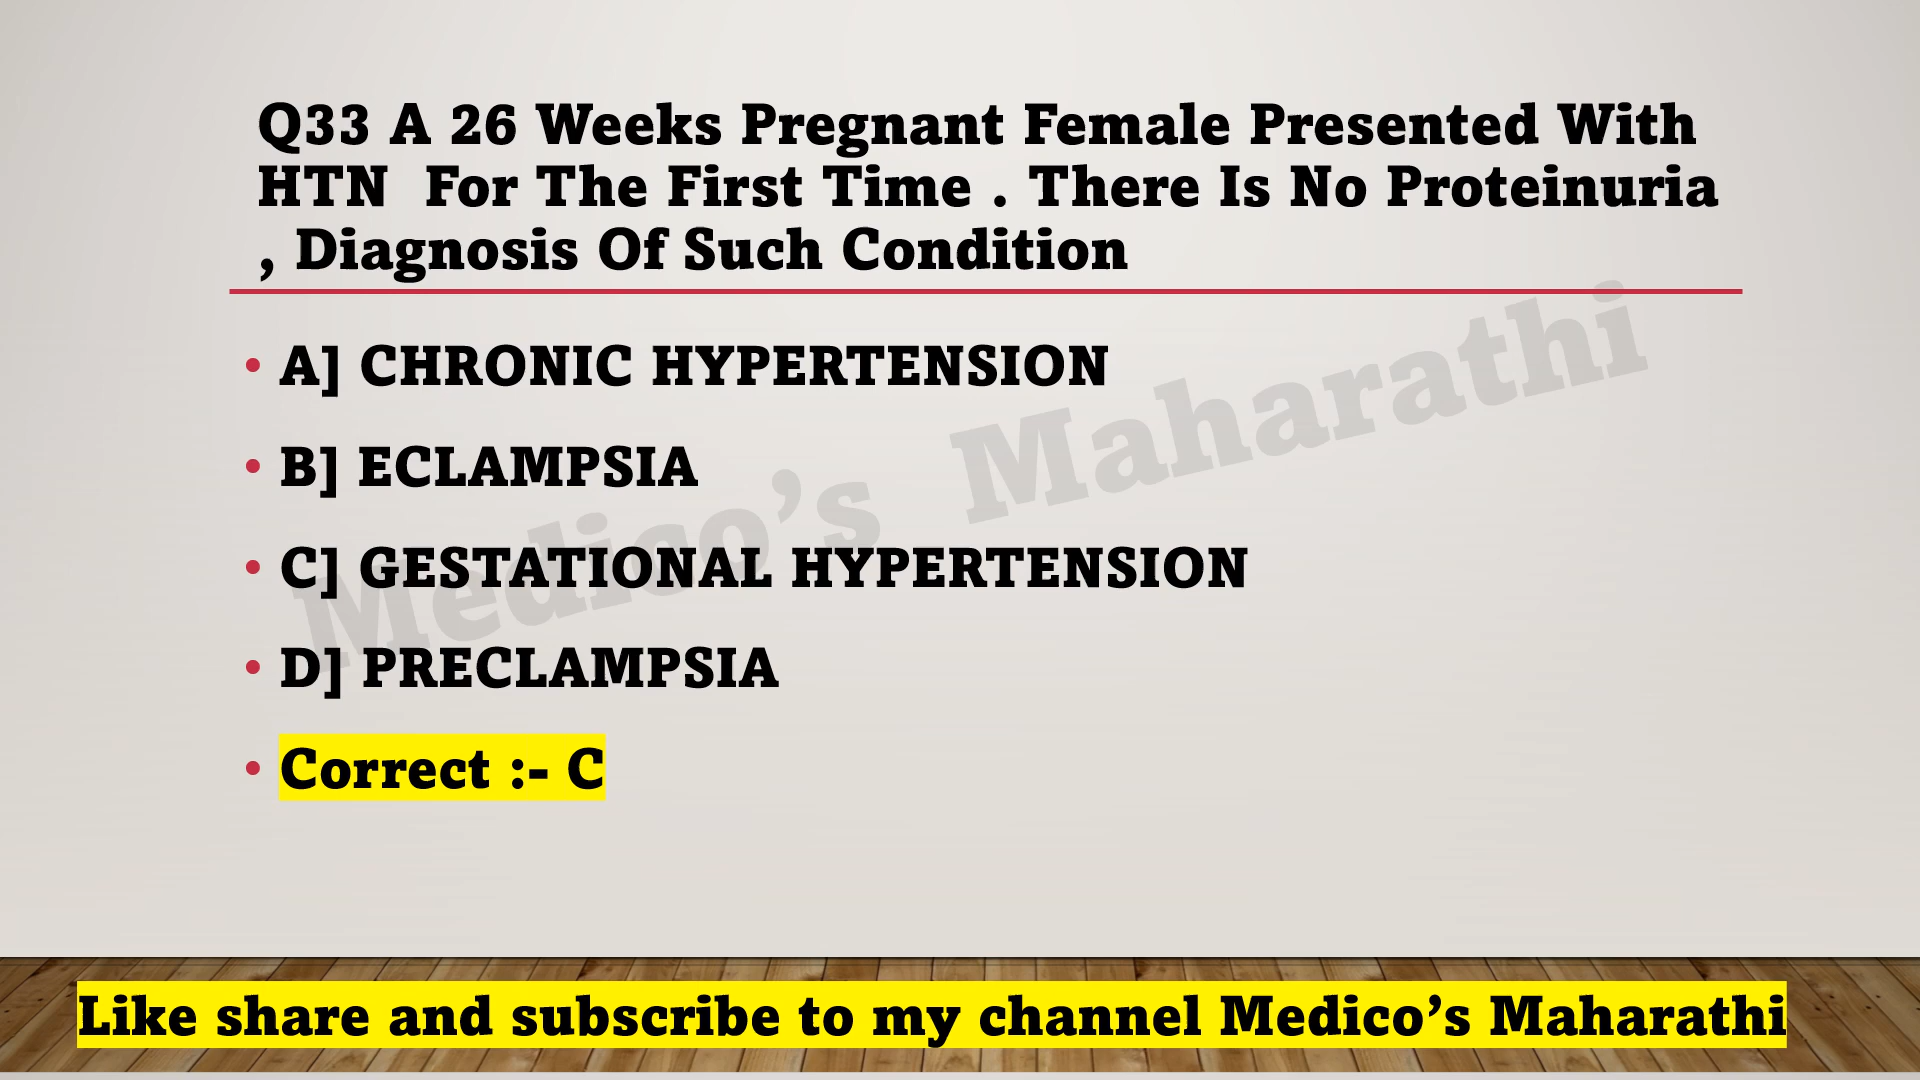 Q33 A 26 Weeks Pregnant Female Presented With
HTN  For The First Time . There Is No Proteinuria
, Diagnosis Of Such Condition
• A] CHRONIC HYPERTENSION
• B] ECLAMPSIA
• C] GESTATIONAL HYPERTENSION
• D] PRECLAMPSIA
• Correct :- C
Medico’s Maharathi
Like share and subscribe to my channel Medico’s Maharathi